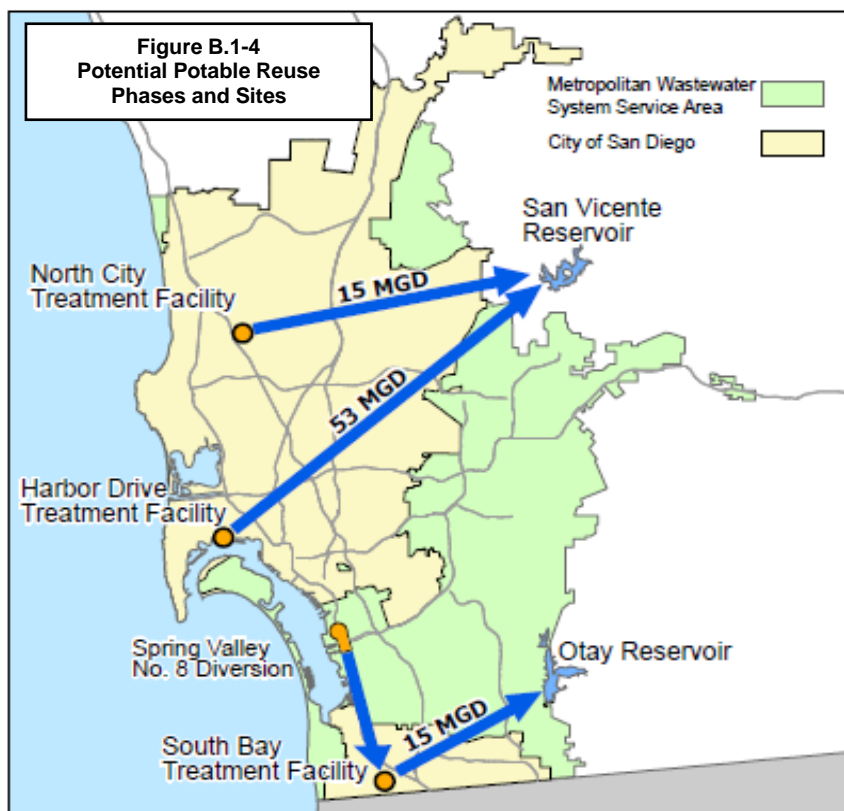 Figure B.1-4
Potential Potable Reuse
Phases and Sites
Metropolitan Wastewater
System Service Area
City of San Diego
San Vicente
Reservoir
North City
Treatment Facility
15 MGD
53 MGD
Harbor Drive
Treatment Facility
Spring Valley
No. 8 Diversion
Otay Reservoir
15 MGD
South Bay
Treatment Facility